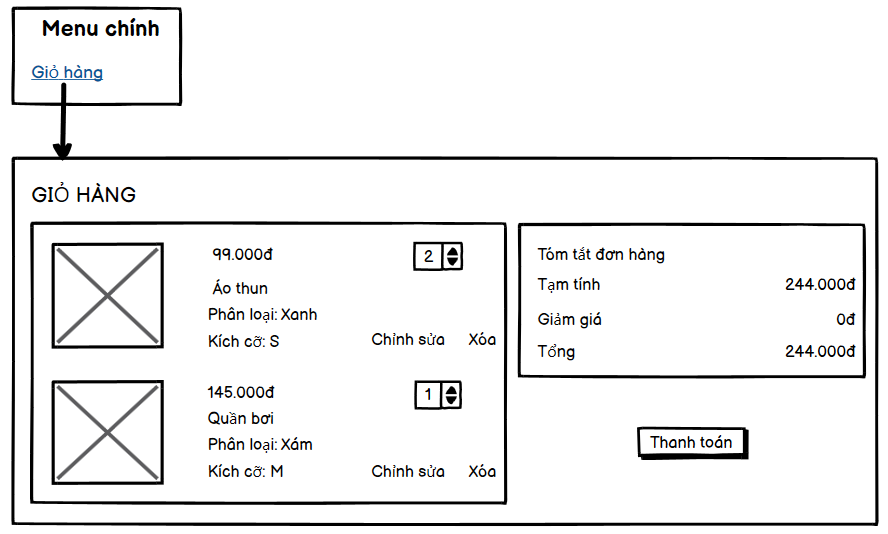 Menu chính
Giỏ hàng
GIỎ HÀNG
99.000đ
2
Áo thun
Phân loại: Xanh
Kích cỡ: S
Chỉnh sửa
Xóa
145.000đ
1
Quần bơi
Phân loại: Xám
Kích cỡ: M
Chỉnh sửa
Xóa
Tóm tắt đơn hàng
Tạm tính 244.000đ
Giảm giá 0đ
Tổng 244.000đ
Thanh toán